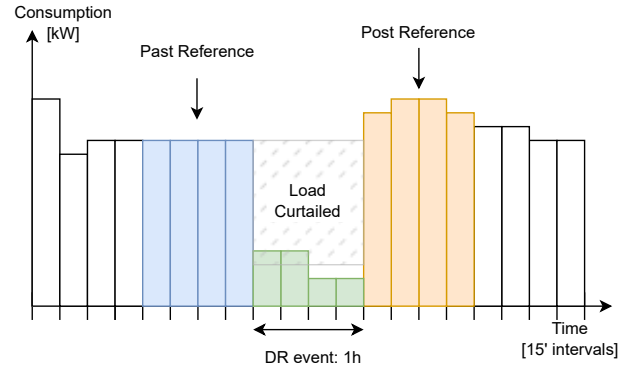 Consumption
[kW]
Past Reference
Post Reference
Load
Curtailed
Time
[15' intervals]
DR event: 1h